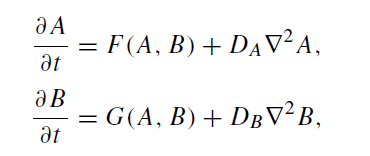 ∂A/∂t = F(A, B) + D_A∇²A,
∂B/∂t = G(A, B) + D_B∇²B,